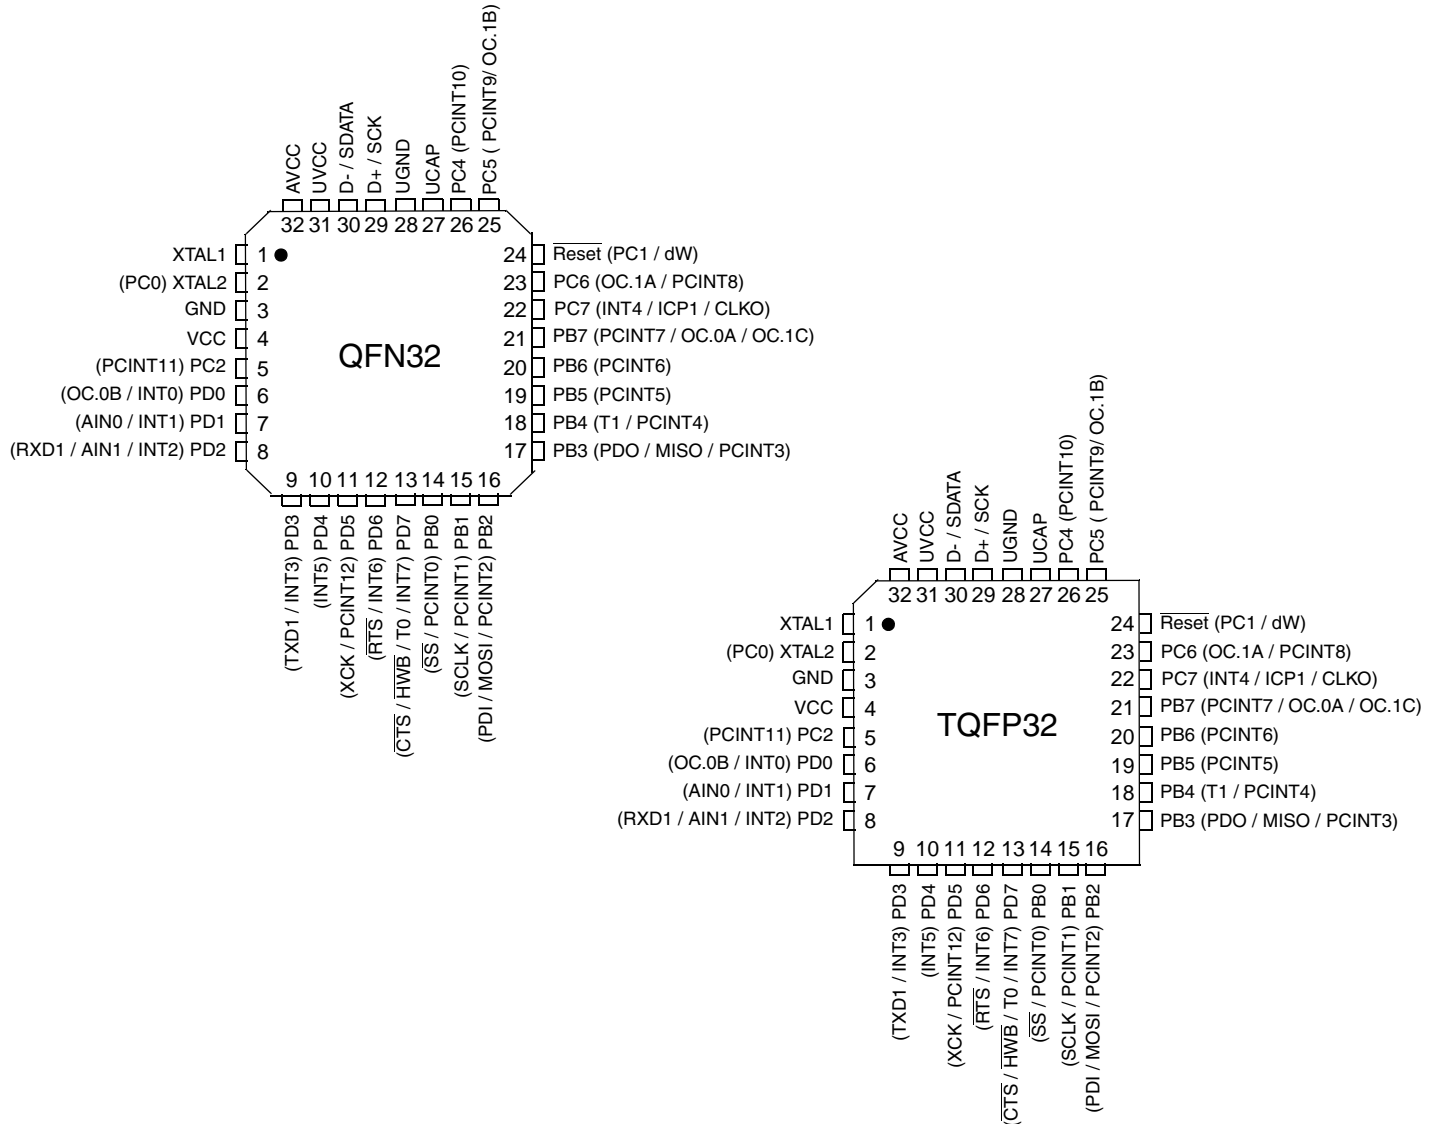 AVCC
UVCC
D- / SDATA
D+ / SCK
UGND
UCAP
PC4 (PCINT10)
PC5 ( PCINT9/ OC.1B)
32 31 30 29 28 27 26 25
XTAL1 1
(PC0) XTAL2 2
GND 3
VCC 4
(PCINT11) PC2 5
(OC.0B / INT0) PD0 6
(AIN0 / INT1) PD1 7
(RXD1 / AIN1 / INT2) PD2 8
QFN32
24 Reset (PC1 / dW)
23 PC6 (OC.1A / PCINT8)
22 PC7 (INT4 / ICP1 / CLKO)
21 PB7 (PCINT7 / OC.0A / OC.1C)
20 PB6 (PCINT6)
19 PB5 (PCINT5)
18 PB4 (T1 / PCINT4)
17 PB3 (PDO / MISO / PCINT3)
9 10 11 12 13 14 15 16
(TXD1 / INT3) PD3
(INT5) PD4
(XCK / PCINT12) PD5
(RTS / INT6) PD6
(CTS / HWB / T0 / INT7) PD7
(SS / PCINT0) PB0
(SCLK / PCINT1) PB1
(PDI / MOSI / PCINT2) PB2
AVCC
UVCC
D- / SDATA
D+ / SCK
UGND
UCAP
PC4 (PCINT10)
PC5 ( PCINT9/ OC.1B)
32 31 30 29 28 27 26 25
XTAL1 1
(PC0) XTAL2 2
GND 3
VCC 4
(PCINT11) PC2 5
(OC.0B / INT0) PD0 6
(AIN0 / INT1) PD1 7
(RXD1 / AIN1 / INT2) PD2 8
TQFP32
24 Reset (PC1 / dW)
23 PC6 (OC.1A / PCINT8)
22 PC7 (INT4 / ICP1 / CLKO)
21 PB7 (PCINT7 / OC.0A / OC.1C)
20 PB6 (PCINT6)
19 PB5 (PCINT5)
18 PB4 (T1 / PCINT4)
17 PB3 (PDO / MISO / PCINT3)
9 10 11 12 13 14 15 16
(TXD1 / INT3) PD3
(INT5) PD4
(XCK / PCINT12) PD5
(RTS / INT6) PD6
(CTS / HWB / T0 / INT7) PD7
(SS / PCINT0) PB0
(SCLK / PCINT1) PB1
(PDI / MOSI / PCINT2) PB2